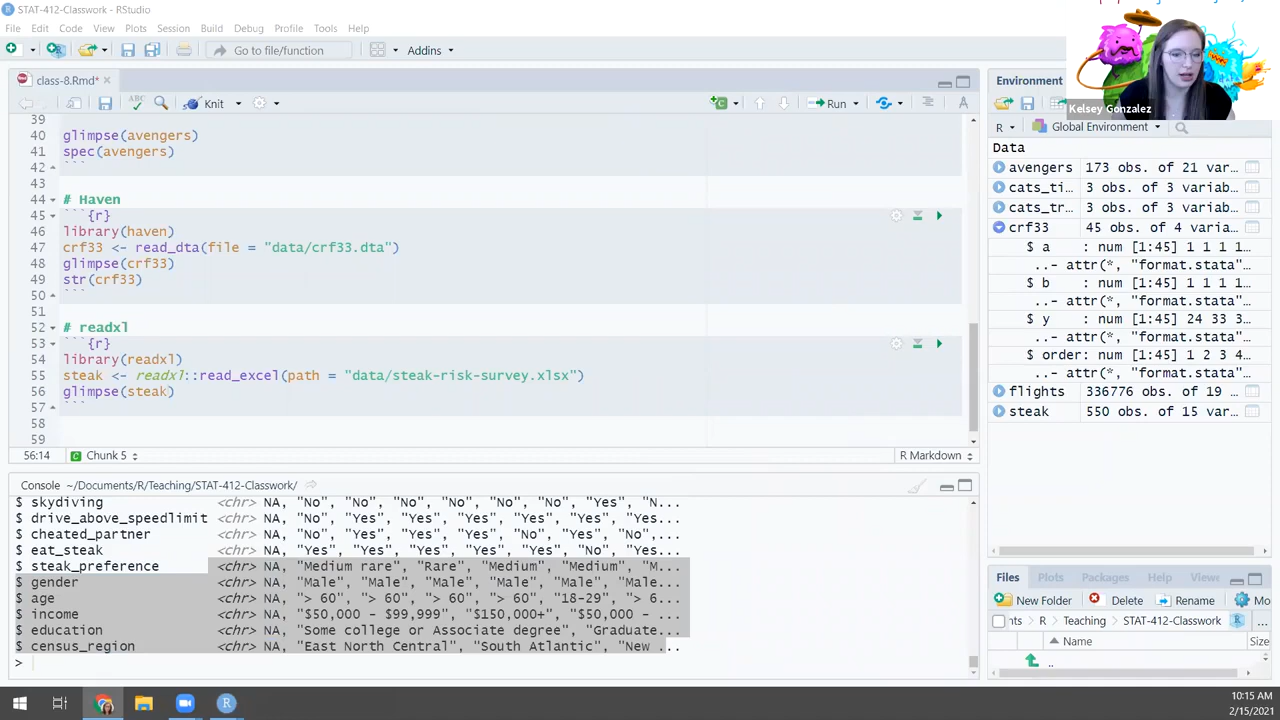 STAT-412-Classwork - RStudio
File Edit Code View Plots Session Build Debug Profile Tools Help
Go to file/function Addins
class-8.Rmd*
Knit Run
39
40 glimpse(avengers)
41 spec(avengers)
42 ```
43
44 # Haven
45 ```{r}
46 library(haven)
47 crf33 <- read_dta(file = "data/crf33.dta")
48 glimpse(crf33)
49 str(crf33)
50 ```
51
52 # readxl
53 ```{r}
54 library(readxl)
55 steak <- readxl::read_excel(path = "data/steak-risk-survey.xlsx")
56 glimpse(steak)
57 ```
58
59
56:14 Chunk 5 R Markdown
Console ~/Documents/R/Teaching/STAT-412-Classwork/
$ skydiving <chr> NA, "No", "No", "No", "No", "No", "Yes", "N...
$ drive_above_speedlimit <chr> NA, "No", "Yes", "Yes", "Yes", "Yes", "Yes...
$ cheated_partner <chr> NA, "No", "Yes", "Yes", "No", "Yes", "No",...
$ eat_steak <chr> NA, "Yes", "Yes", "Yes", "Yes", "No", "Yes...
$ steak_preference <chr> NA, "Medium rare", "Rare", "Medium", "Medium", "M...
$ gender <chr> NA, "Male", "Male", "Male", "Male", "Male", "Male...
$ age <chr> NA, "> 60", "> 60", "> 60", "> 60", "18-29", "> 6...
$ income <chr> NA, "$50,000 - $99,999", "$150,000+", "$50,000 -
$ education <chr> NA, "Some college or Associate degree", "Graduate...
$ census_region <chr> NA, "East North Central", "South Atlantic", "New ...
>
Kelsey Gonzalez
Environment
R Global Environment
Data
avengers 173 obs. of 21 var...
cats_ti... 3 obs. of 3 variab...
cats_tr... 3 obs. of 3 variab...
crf33 45 obs. of 4 varia...
$ a : num [1:45] 1 1 1 1...
..- attr(*, "format.stata"...
$ b : num [1:45] 1 1 1 1...
..- attr(*, "format.stata"...
$ y : num [1:45] 24 33 3...
..- attr(*, "format.stata"...
$ order: num [1:45] 1 2 3 4...
..- attr(*, "format.stata"...
flights 336776 obs. of 19 ...
steak 550 obs. of 15 var...
Files Plots Packages Help Viewe
New Folder Delete Rename Mo
nts R Teaching STAT-412-Classwork ...
Name Size
..
10:15 AM
2/15/2021